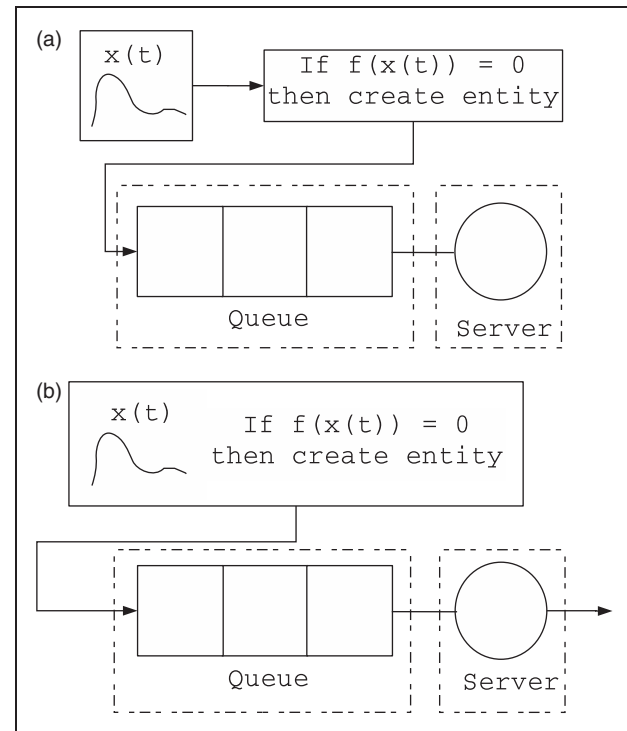 (a)
x(t)
If f(x(t)) = 0
then create entity
Queue
Server
(b)
x(t)
If f(x(t)) = 0
then create entity
Queue
Server